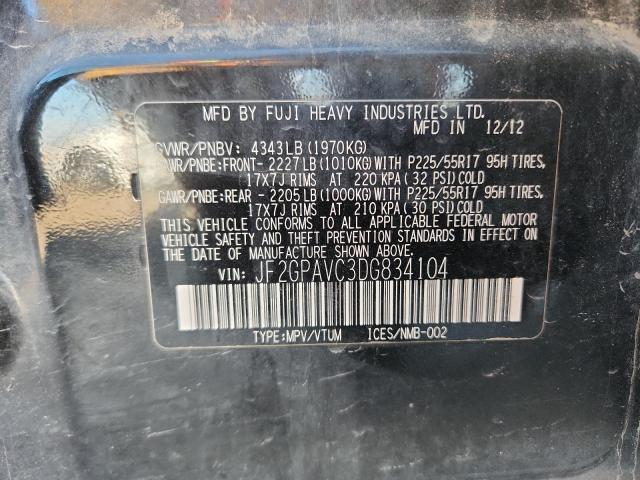 MFD BY FUJI HEAVY INDUSTRIES LTD.
MFD IN 12/12
GVWR/PNBV: 4343LB(1970KG)
GAWR/PNBE:FRONT- 2227LB(1010KG)WITH P225/55R17 95H TIRES,
17X7J RIMS AT 220 KPA(32 PSI)COLD
GAWR/PNBE:REAR - 2205LB(1000KG)WITH P225/55R17 95H TIRES,
17X7J RIMS AT 210 KPA(30 PSI)COLD
THIS VEHICLE CONFORMS TO ALL APPLICABLE FEDERAL MOTOR
VEHICLE SAFETY AND THEFT PREVENTION STANDARDS IN EFFECT ON
THE DATE OF MANUFACTURE SHOWN ABOVE.
VIN: JF2GPAVC3DG834104
TYPE:MPV/VTUM ICES/NMB-002